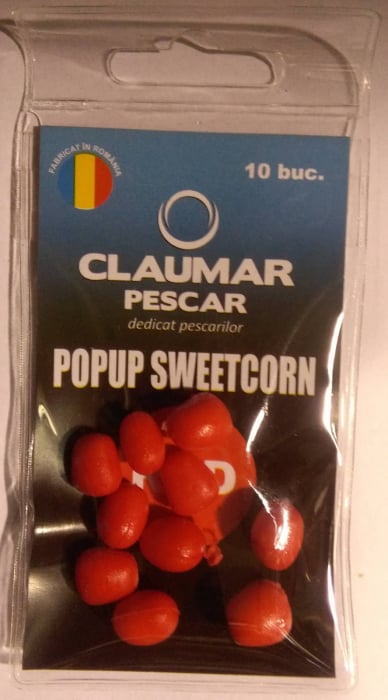 FABRICAT ÎN ROMÂNIA
10 buc.
CLAUMAR
PESCAR
dedicat pescarilor
POPUP SWEETCORN